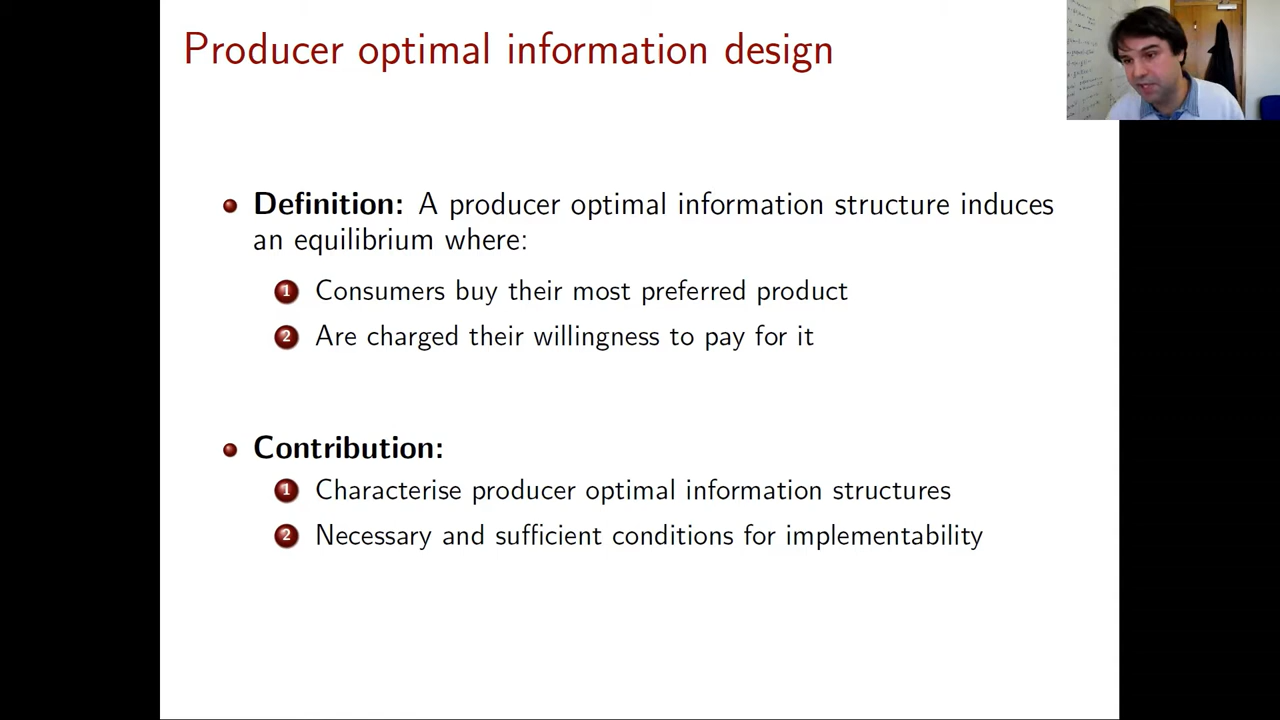 Producer optimal information design
Definition: A producer optimal information structure induces
an equilibrium where:
1 Consumers buy their most preferred product
2 Are charged their willingness to pay for it
Contribution:
1 Characterise producer optimal information structures
2 Necessary and sufficient conditions for implementability